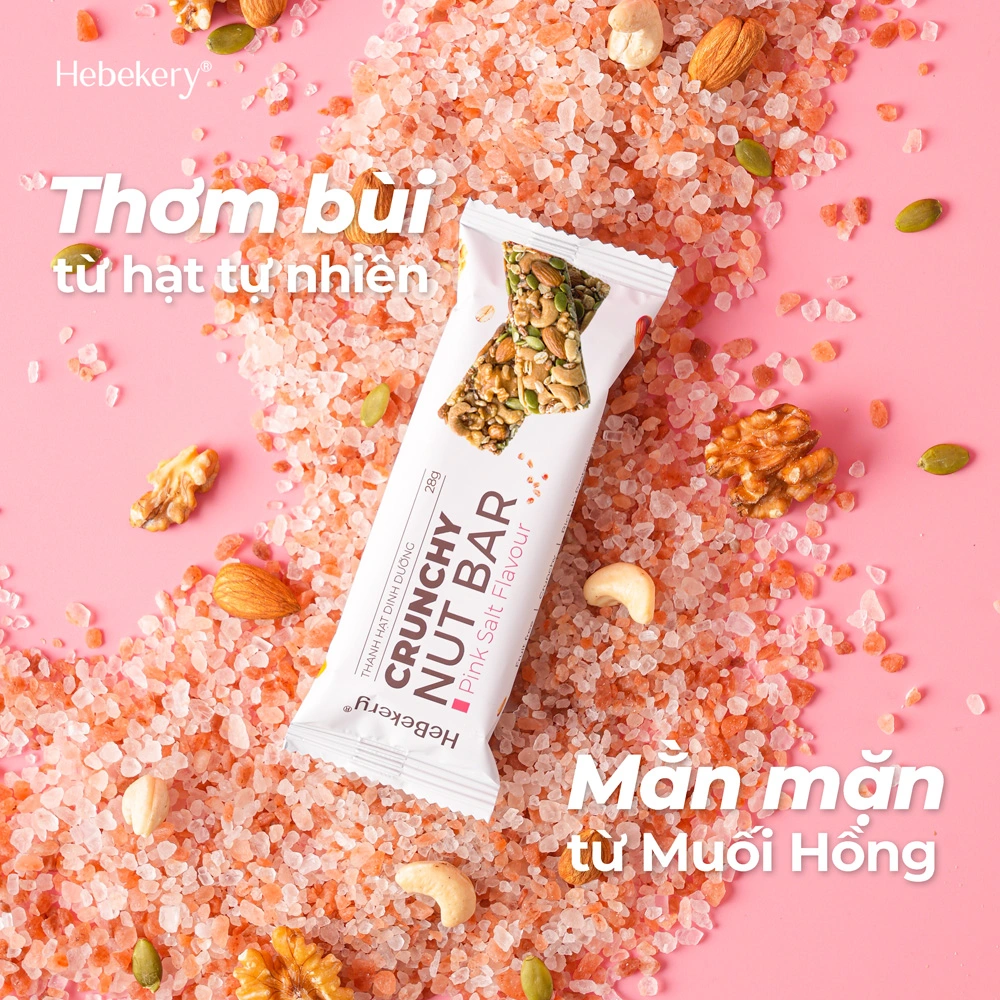 Hebekery®
Thơm bùi
từ hạt tự nhiên
THANH HẠT DINH DƯỠNG
28g
CRUNCHY
NUT BAR
Pink Salt Flavour
HeBekery®
Mằn mặn
từ Muối Hồng